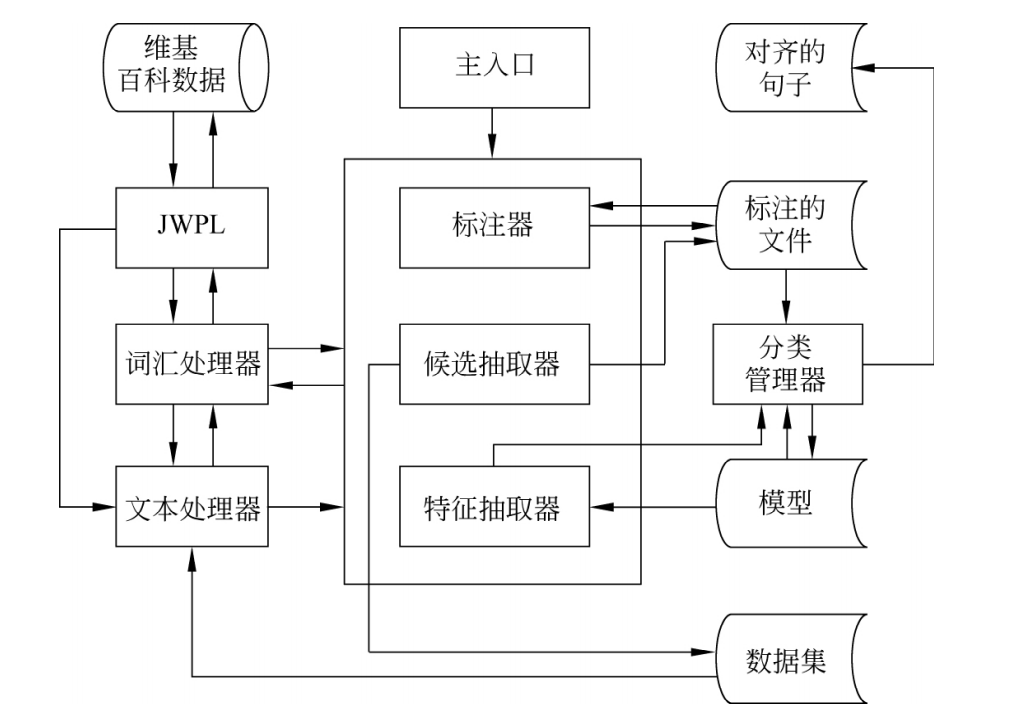 维基
百科数据
主入口
对齐的
句子
JWPL
标注器
标注的
文件
词汇处理器
候选抽取器
分类
管理器
文本处理器
特征抽取器
模型
数据集